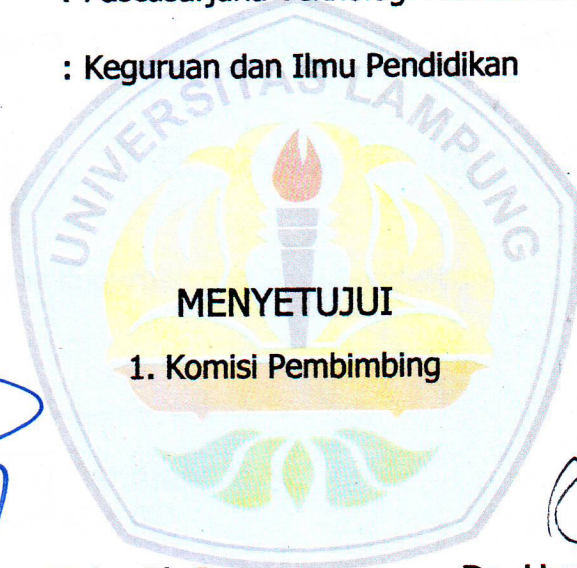 : Keguruan dan Ilmu Pendidikan
UNIVERSITAS LAMPUNG
MENYETUJUI
1. Komisi Pembimbing